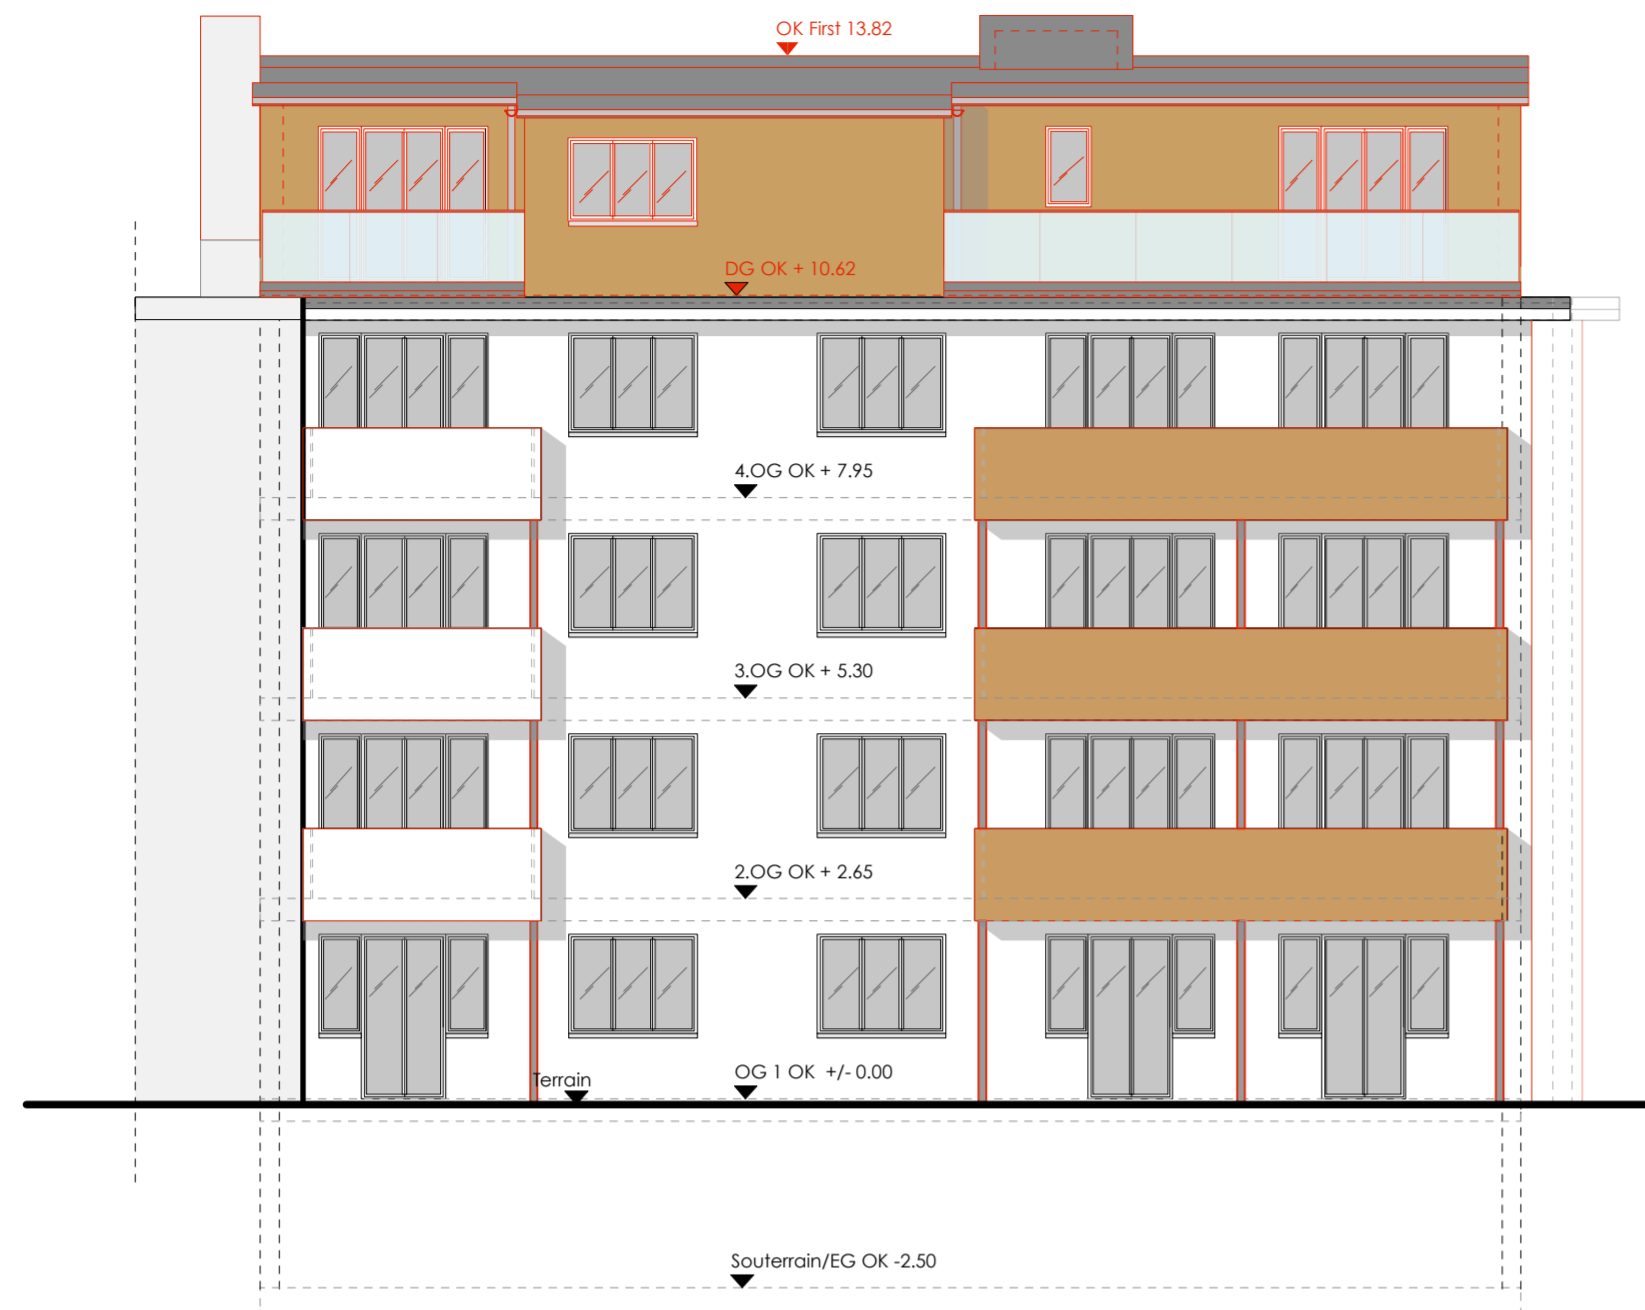 OK First 13.82
DG OK + 10.62
4.OG OK + 7.95
3.OG OK + 5.30
2.OG OK + 2.65
OG 1 OK +/- 0.00
Terrain
Souterrain/EG OK -2.50